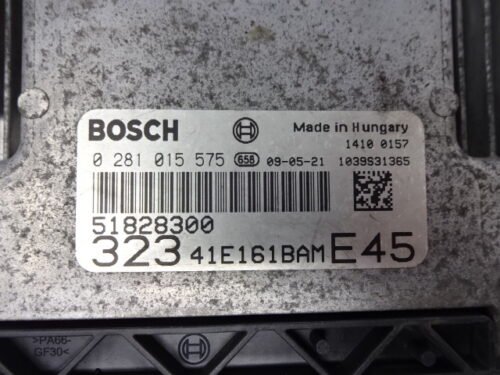 BOSCH Made in Hungary
1410 0157
0 281 015 575 656 09-05-21 1039S31365
51828300
323 41E161BAM E45
>PA66-
GF30<